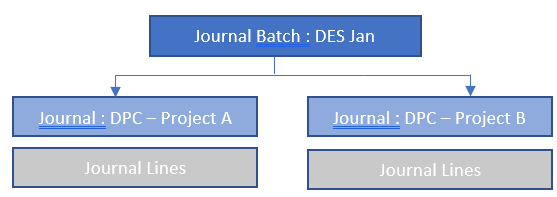 Journal Batch : DES Jan
Journal : DPC – Project A
Journal : DPC – Project B
Journal Lines
Journal Lines